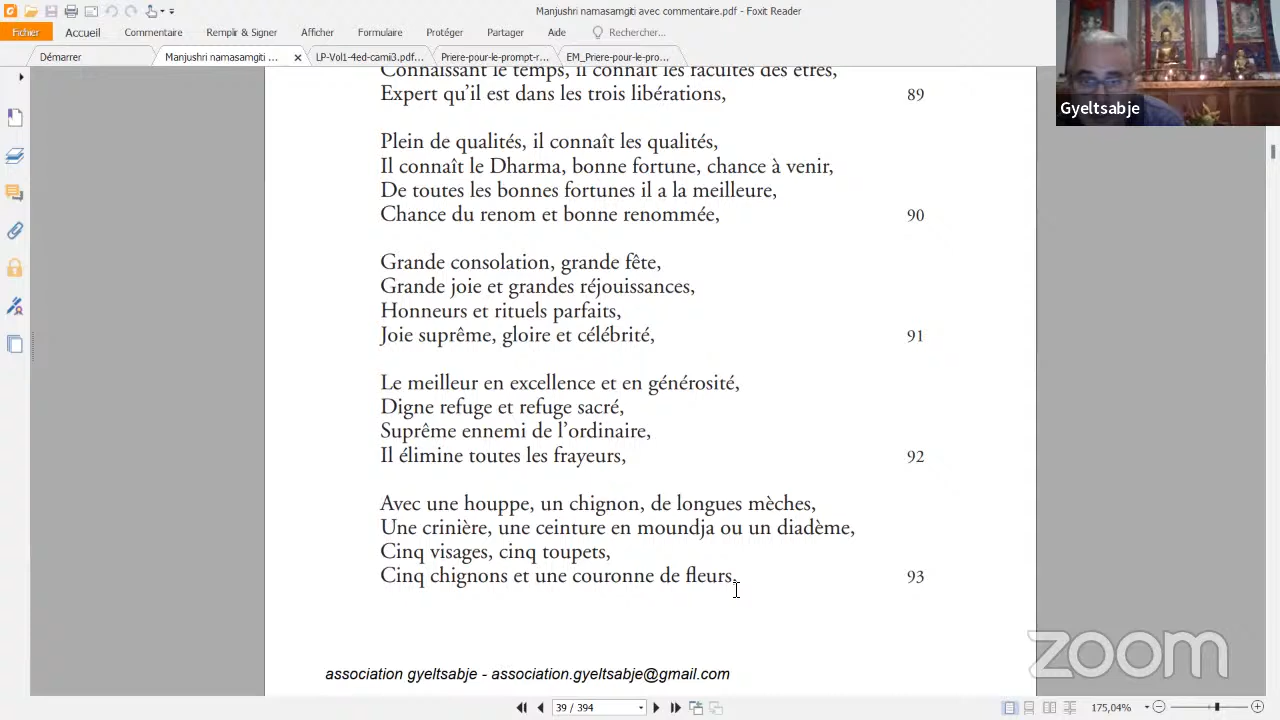 Manjushri namasamgiti avec commentaire.pdf - Foxit Reader
Fichier Accueil Commentaire Remplir & Signer Afficher Formulaire Protéger Partager Aide Rechercher...
Démarrer Manjushri namasamgiti ... LP-Vol1-4ed-cami3.pdf... Priere-pour-le-prompt-r... EM_Priere-pour-le-pro...
Gyeltsabje
Connaissant le temps, il connaît les facultés des êtres,
Expert qu'il est dans les trois libérations, 89
Plein de qualités, il connaît les qualités,
Il connaît le Dharma, bonne fortune, chance à venir,
De toutes les bonnes fortunes il a la meilleure,
Chance du renom et bonne renommée, 90
Grande consolation, grande fête,
Grande joie et grandes réjouissances,
Honneurs et rituels parfaits,
Joie suprême, gloire et célébrité, 91
Le meilleur en excellence et en générosité,
Digne refuge et refuge sacré,
Suprême ennemi de l'ordinaire,
Il élimine toutes les frayeurs, 92
Avec une houppe, un chignon, de longues mèches,
Une crinière, une ceinture en moundja ou un diadème,
Cinq visages, cinq toupets,
Cinq chignons et une couronne de fleurs, 93
association gyeltsabje - association.gyeltsabje@gmail.com
zoom
39 / 394 175,04%